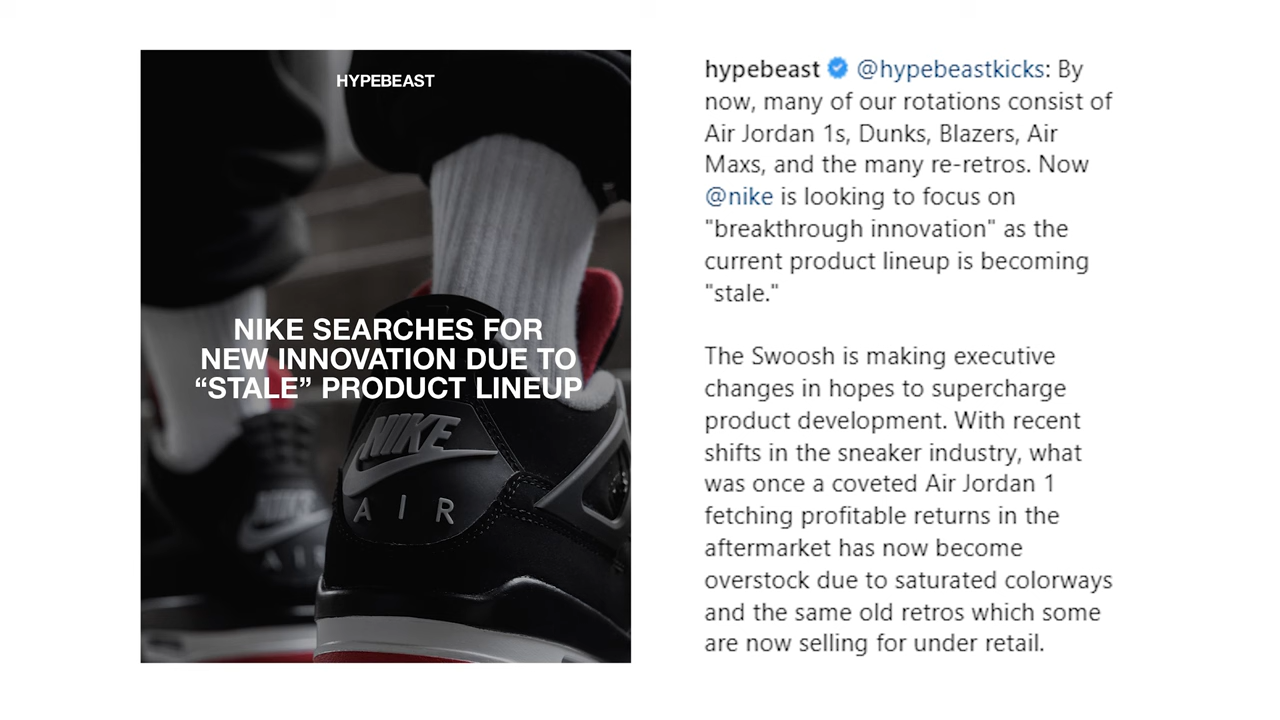 HYPEBEAST
NIKE SEARCHES FOR
NEW INNOVATION DUE TO
“STALE” PRODUCT LINEUP
NIKE
AIR
NIKE
AIR
hypebeast @hypebeastkicks: By
now, many of our rotations consist of
Air Jordan 1s, Dunks, Blazers, Air
Maxs, and the many re-retros. Now
@nike is looking to focus on
"breakthrough innovation" as the
current product lineup is becoming
"stale."
The Swoosh is making executive
changes in hopes to supercharge
product development. With recent
shifts in the sneaker industry, what
was once a coveted Air Jordan 1
fetching profitable returns in the
aftermarket has now become
overstock due to saturated colorways
and the same old retros which some
are now selling for under retail.